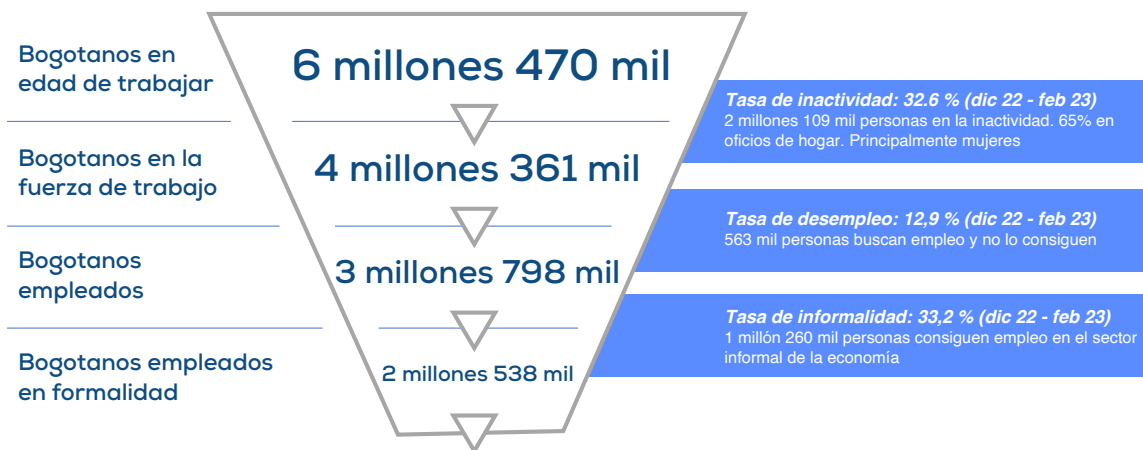 Bogotanos en
edad de trabajar
6 millones 470 mil
Tasa de inactividad: 32.6 % (dic 22 - feb 23)
2 millones 109 mil personas en la inactividad. 65% en
oficios de hogar. Principalmente mujeres
Bogotanos en la
fuerza de trabajo
4 millones 361 mil
Tasa de desempleo: 12,9 % (dic 22 - feb 23)
563 mil personas buscan empleo y no lo consiguen
Bogotanos
empleados
3 millones 798 mil
Tasa de informalidad: 33,2 % (dic 22 - feb 23)
1 millón 260 mil personas consiguen empleo en el sector
informal de la economía
Bogotanos empleados
en formalidad
2 millones 538 mil